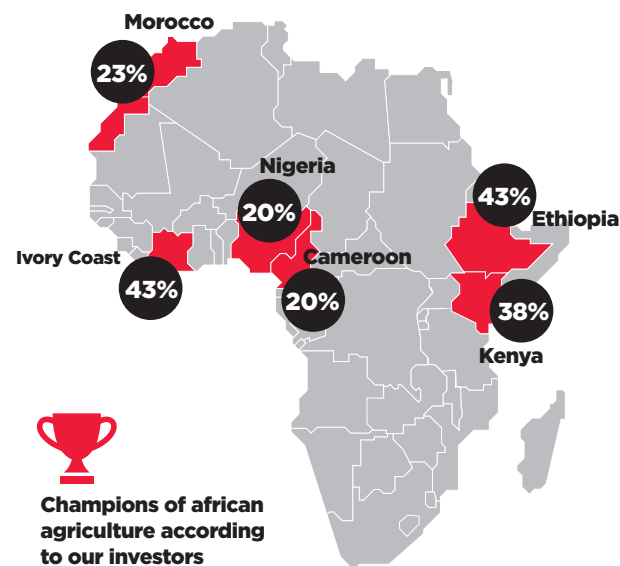 Morocco
23%
Nigeria
20%
43%
Ethiopia
Ivory Coast
43%
Cameroon
20%
38%
Kenya
Champions of african
agriculture according
to our investors